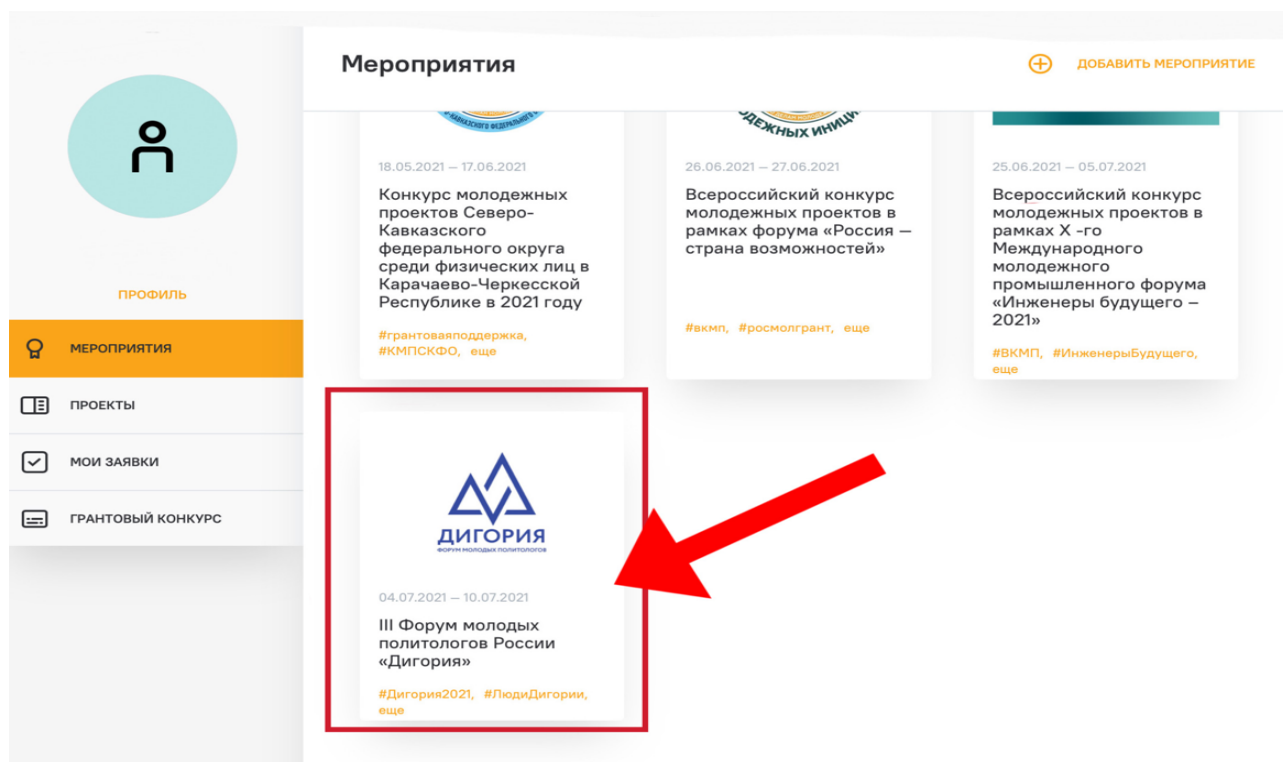 Мероприятия
ДОБАВИТЬ МЕРОПРИЯТИЕ
ПРОФИЛЬ
МЕРОПРИЯТИЯ
ПРОЕКТЫ
МОИ ЗАЯВКИ
ГРАНТОВЫЙ КОНКУРС
18.05.2021 – 17.06.2021
Конкурс молодежных
проектов Северо-
Кавказского
федерального округа
среди физических лиц в
Карачаево-Черкесской
Республике в 2021 году
#грантоваяподдержка,
#КМПСКФО, еще
26.06.2021 – 27.06.2021
Всероссийский конкурс
молодежных проектов в
рамках форума «Россия –
страна возможностей»
#вкмп, #росмолгрант, еще
25.06.2021 – 05.07.2021
Всероссийский конкурс
молодежных проектов в
рамках X -го
Международного
молодежного
промышленного форума
«Инженеры будущего –
2021»
#ВКМП, #ИнженерыБудущего,
еще
ДИГОРИЯ
ФОРУМ МОЛОДЫХ ПОЛИТОЛОГОВ
04.07.2021 – 10.07.2021
III Форум молодых
политологов России
«Дигория»
#Дигория2021, #ЛюдиДигории,
еще